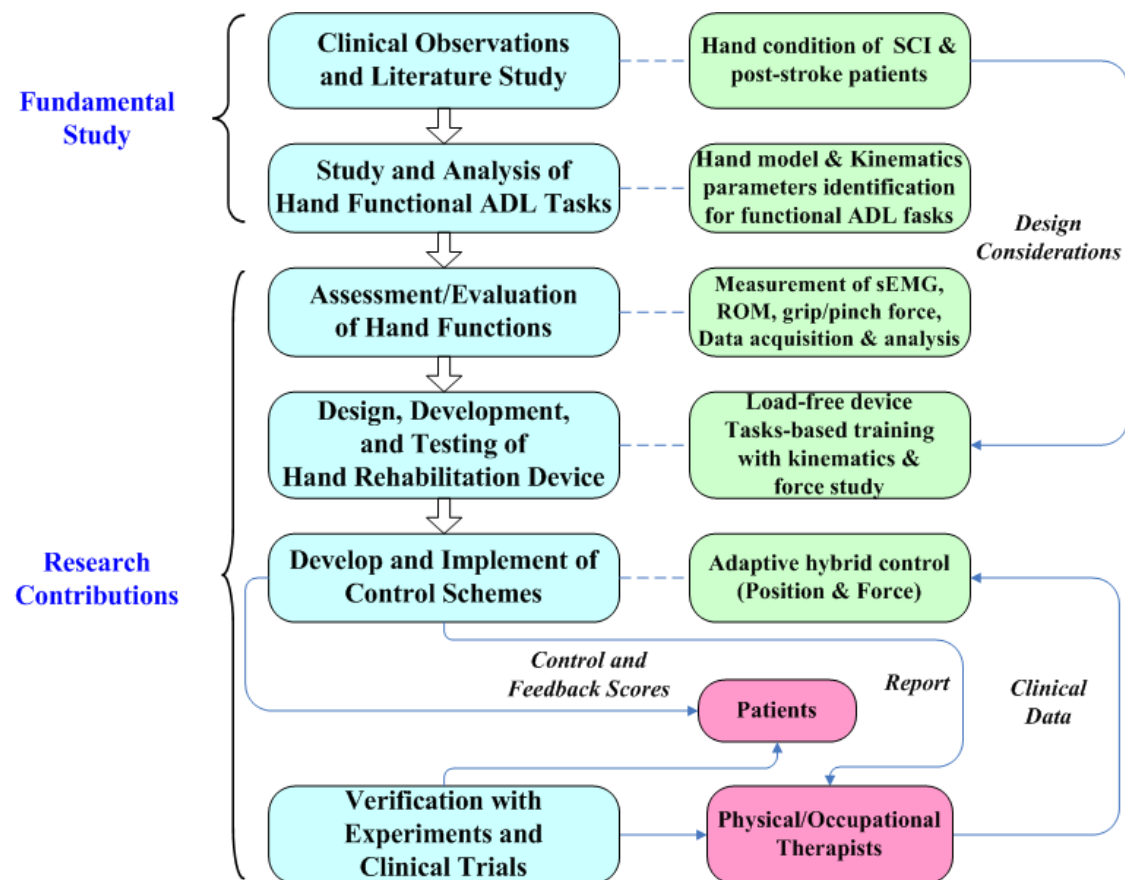 Clinical Observations
and Literature Study
Hand condition of SCI &
post-stroke patients
Fundamental
Study
Study and Analysis of
Hand Functional ADL Tasks
Hand model & Kinematics
parameters identification
for functional ADL fasks
Design
Considerations
Assessment/Evaluation
of Hand Functions
Measurement of sEMG,
ROM, grip/pinch force,
Data acquisition & analysis
Design, Development,
and Testing of
Hand Rehabilitation Device
Load-free device
Tasks-based training
with kinematics &
force study
Research
Contributions
Develop and Implement of
Control Schemes
Adaptive hybrid control
(Position & Force)
Control and
Feedback Scores
Report
Clinical
Data
Patients
Verification with
Experiments and
Clinical Trials
Physical/Occupational
Therapists